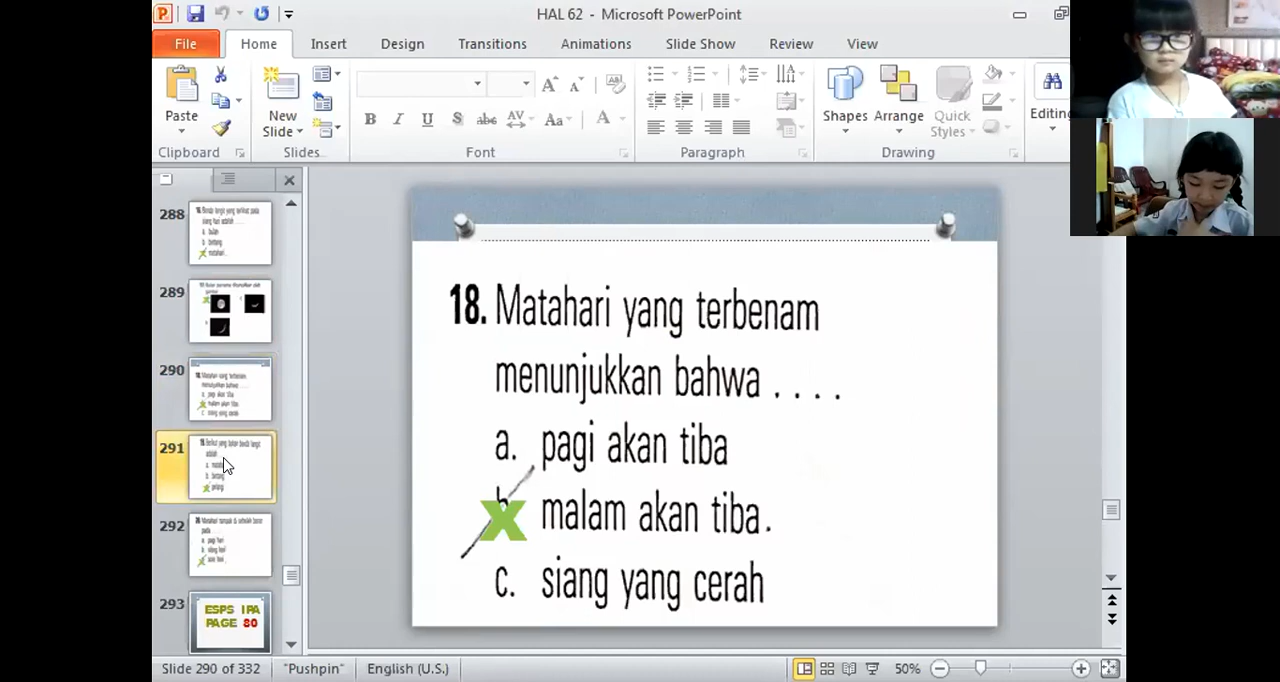 HAL 62 - Microsoft PowerPoint
File Home Insert Design Transitions Animations Slide Show Review View
Paste
New
Slide
Shapes Arrange Quick
Styles
Editing
B I U S abc AV Aa A
Clipboard Slides Font Paragraph Drawing
18. Matahari yang terbenam
menunjukkan bahwa . . . .
a. pagi akan tiba
malam akan tiba.
c. siang yang cerah
288
289
290
291
292
293
ESPS IPA
PAGE 80
Slide 290 of 332 "Pushpin" English (U.S.) 50%